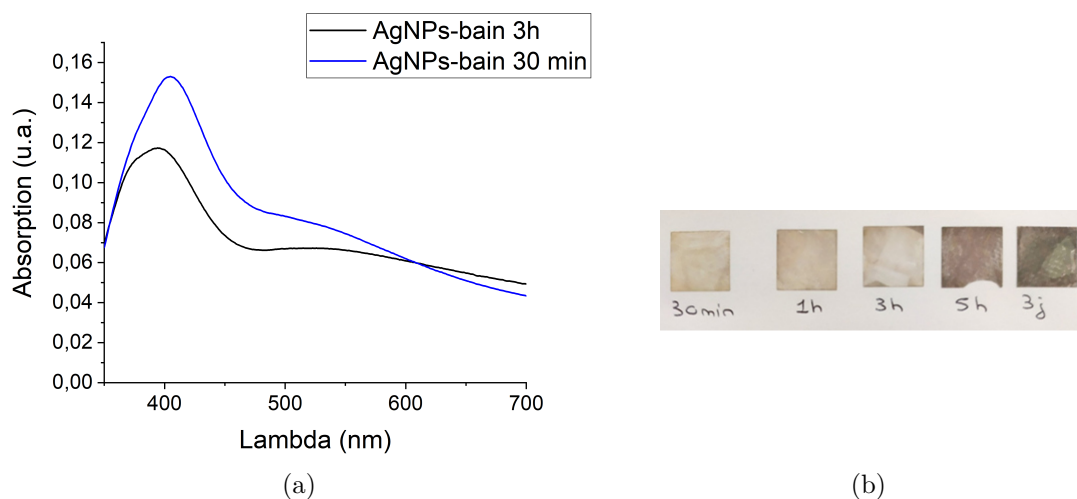 AgNPs-bain 3h
AgNPs-bain 30 min
0,16
0,14
0,12
0,10
0,08
0,06
0,04
0,02
0,00
Absorption (u.a.)
400
500
600
700
Lambda (nm)
(a)
30min 1h 3h 5h 3j
(b)